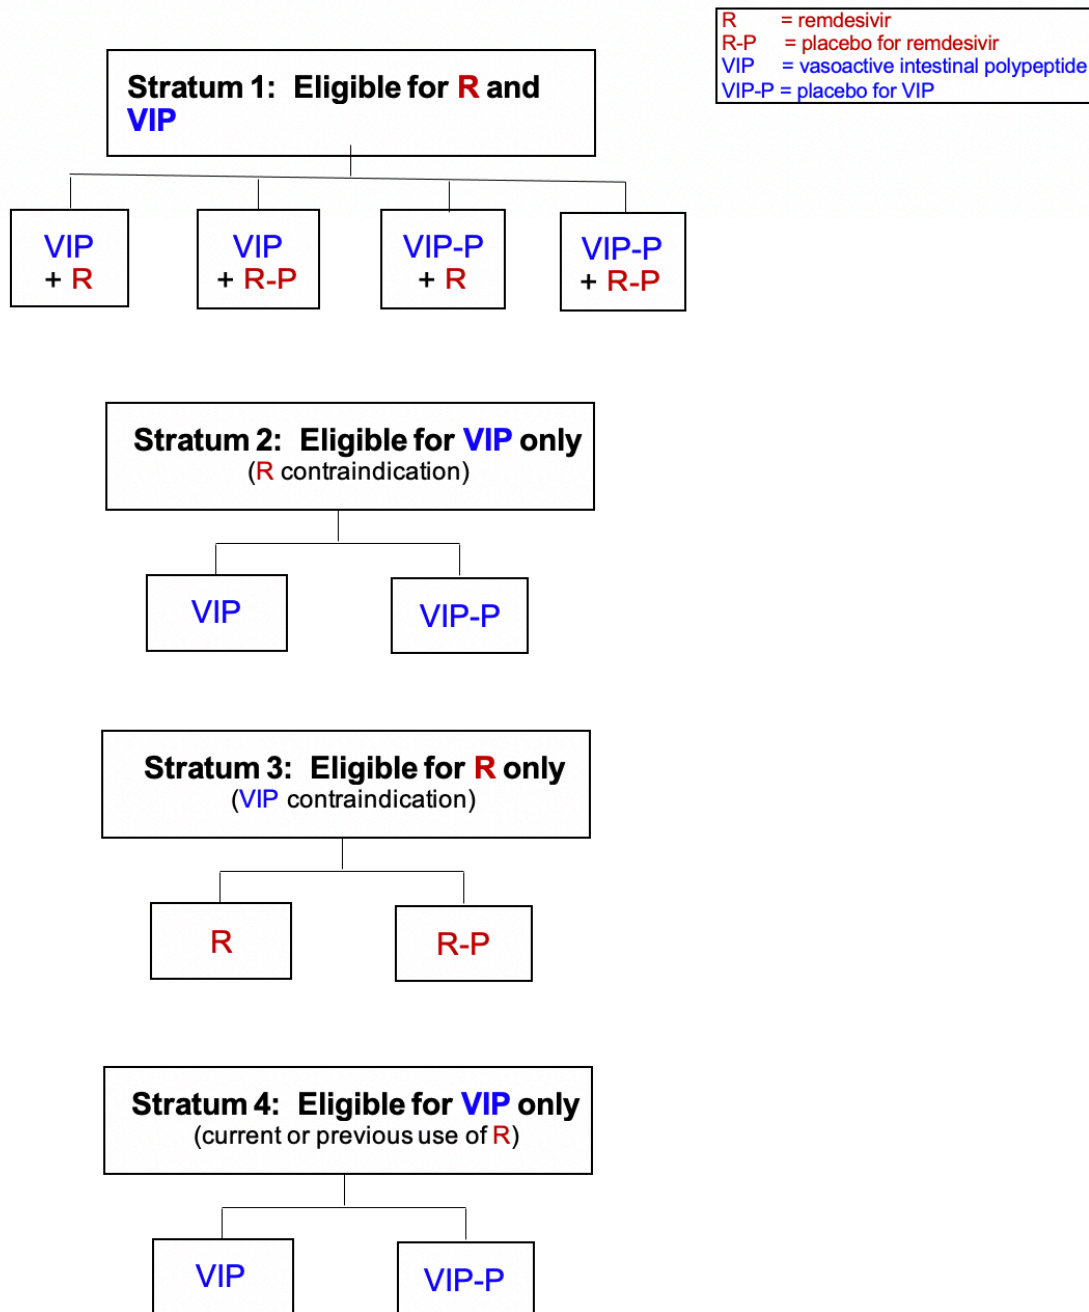 R = remdesivir
R-P = placebo for remdesivir
VIP = vasoactive intestinal polypeptide
VIP-P = placebo for VIP
Stratum 1: Eligible for R and
VIP
VIP
+ R
VIP
+ R-P
VIP-P
+ R
VIP-P
+ R-P
Stratum 2: Eligible for VIP only
(R contraindication)
VIP
VIP-P
Stratum 3: Eligible for R only
(VIP contraindication)
R
R-P
Stratum 4: Eligible for VIP only
(current or previous use of R)
VIP
VIP-P